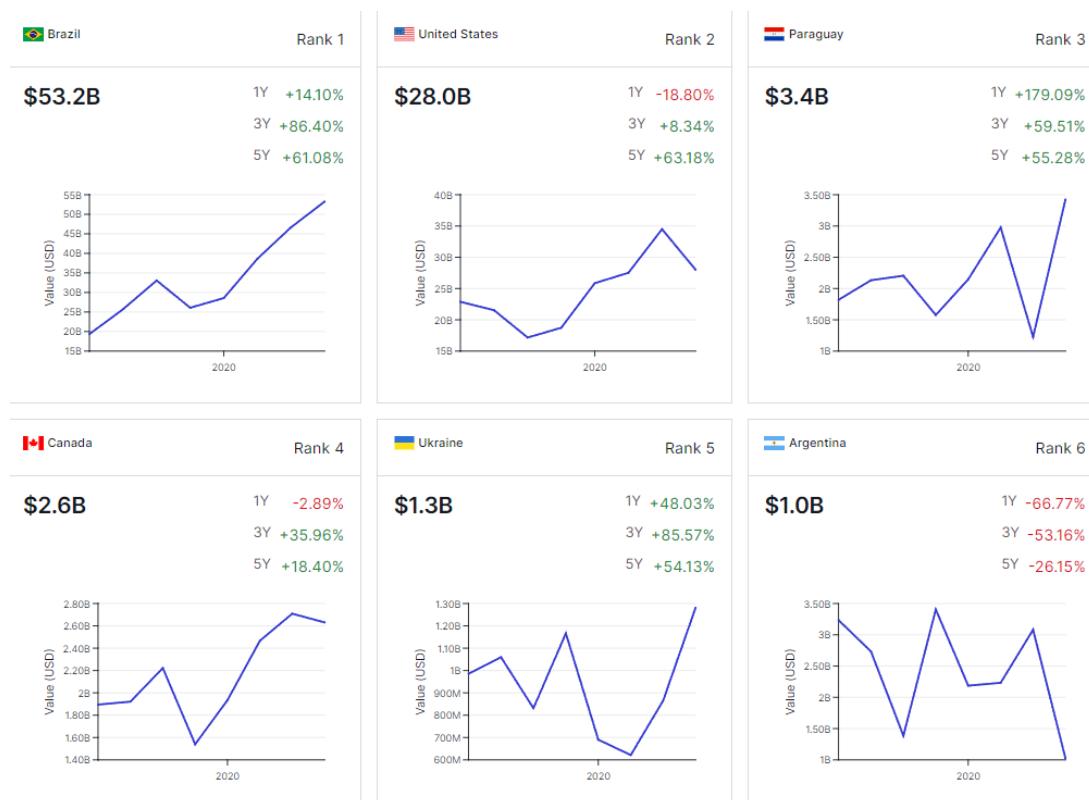 Brazil
Rank 1
$53.2B
1Y +14.10%
3Y +86.40%
5Y +61.08%
55B
50B
45B
40B
35B
30B
25B
20B
15B
Value (USD)
2020
United States
Rank 2
$28.0B
1Y -18.80%
3Y +8.34%
5Y +63.18%
40B
35B
30B
25B
20B
15B
Value (USD)
2020
Paraguay
Rank 3
$3.4B
1Y +179.09%
3Y +59.51%
5Y +55.28%
3.50B
3B
2.50B
2B
1.50B
1B
Value (USD)
2020
Canada
Rank 4
$2.6B
1Y -2.89%
3Y +35.96%
5Y +18.40%
2.80B
2.60B
2.40B
2.20B
2B
1.80B
1.60B
1.40B
Value (USD)
2020
Ukraine
Rank 5
$1.3B
1Y +48.03%
3Y +85.57%
5Y +54.13%
1.30B
1.20B
1.10B
1B
900M
800M
700M
600M
Value (USD)
2020
Argentina
Rank 6
$1.0B
1Y -66.77%
3Y -53.16%
5Y -26.15%
3.50B
3B
2.50B
2B
1.50B
1B
Value (USD)
2020